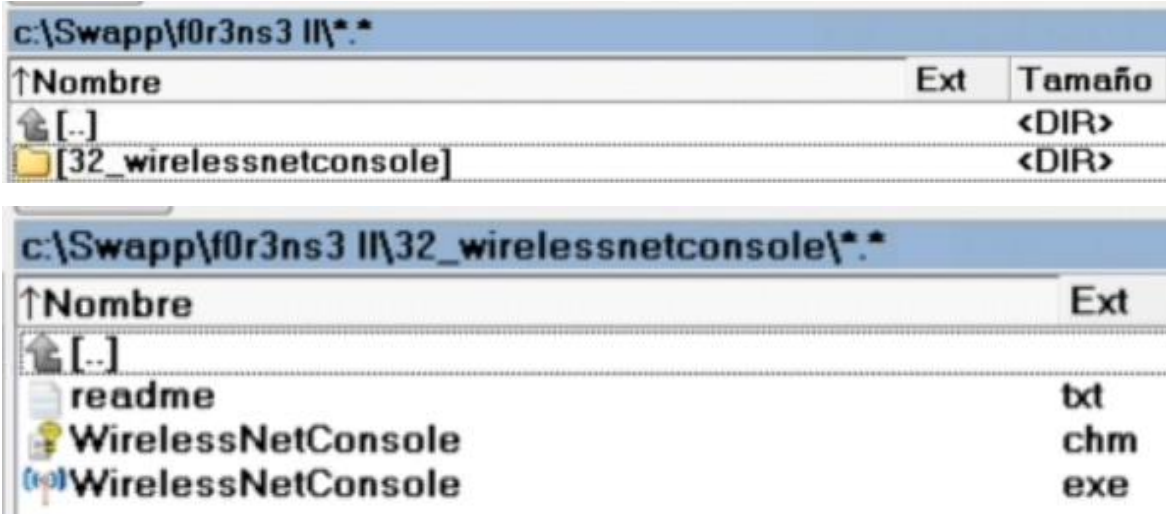 c:\Swapp\f0r3ns3 II\*.*
↑Nombre Ext Tamaño
[..] <DIR>
[32_wirelessnetconsole] <DIR>
c:\Swapp\f0r3ns3 II\32_wirelessnetconsole\*.*
↑Nombre Ext
[..]
readme txt
WirelessNetConsole chm
WirelessNetConsole exe